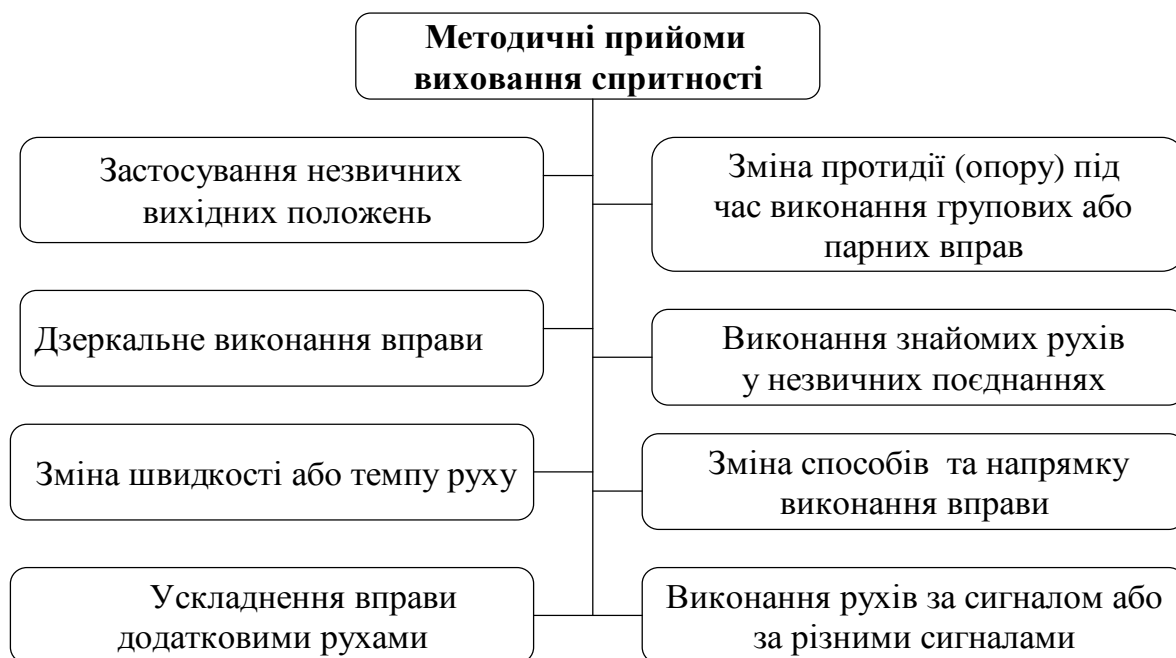 Методичні прийоми
виховання спритності
Застосування незвичних
вихідних положень
Зміна протидії (опору) під
час виконання групових або
парних вправ
Дзеркальне виконання вправи
Виконання знайомих рухів
у незвичних поєднаннях
Зміна швидкості або темпу руху
Зміна способів та напрямку
виконання вправи
Ускладнення вправи
додатковими рухами
Виконання рухів за сигналом або
за різними сигналами